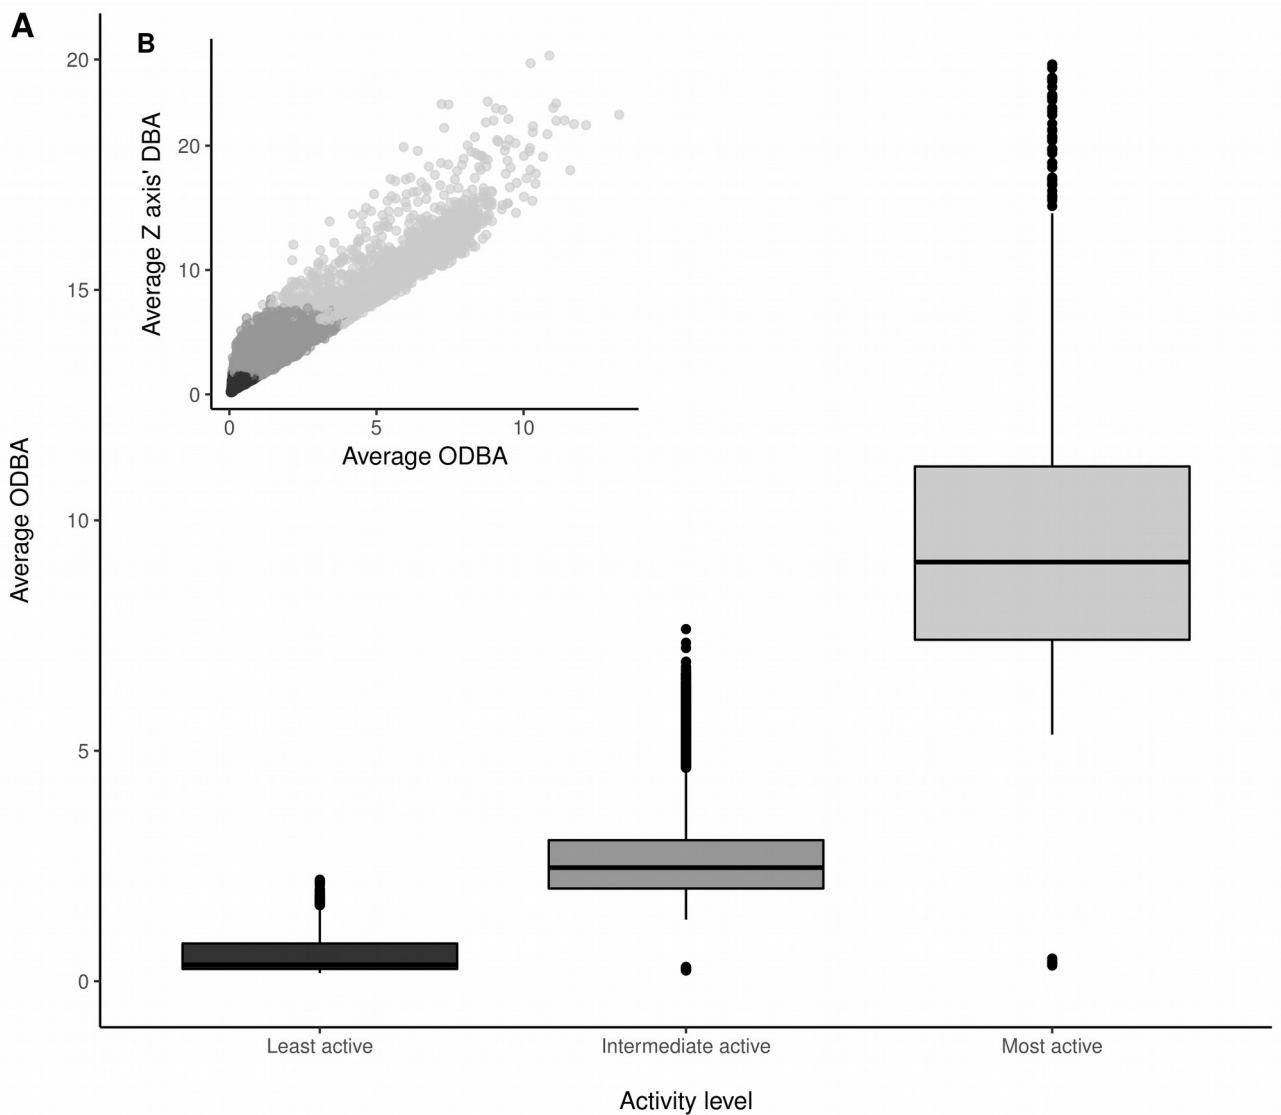 A
B
20
15
10
5
0
Average ODBA
20
10
0
Average Z axis' DBA
0 5 10
Average ODBA
Least active Intermediate active Most active
Activity level